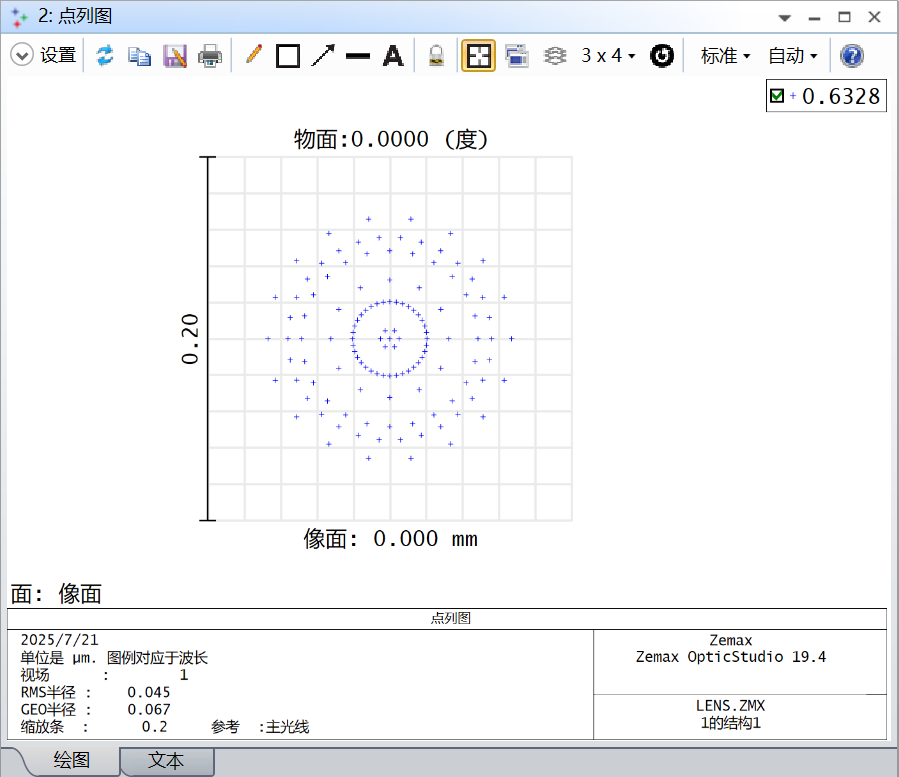 2: 点列图
设置
A
3 x 4
标准
自动
+ 0.6328
物面:0.0000 (度)
0.20
像面: 0.000 mm
面: 像面
点列图
2025/7/21
单位是 µm. 图例对应于波长
视场 : 1
RMS半径 : 0.045
GEO半径 : 0.067
缩放条 : 0.2 参考 :主光线
Zemax
Zemax OpticStudio 19.4
LENS.ZMX
1的结构1
绘图
文本